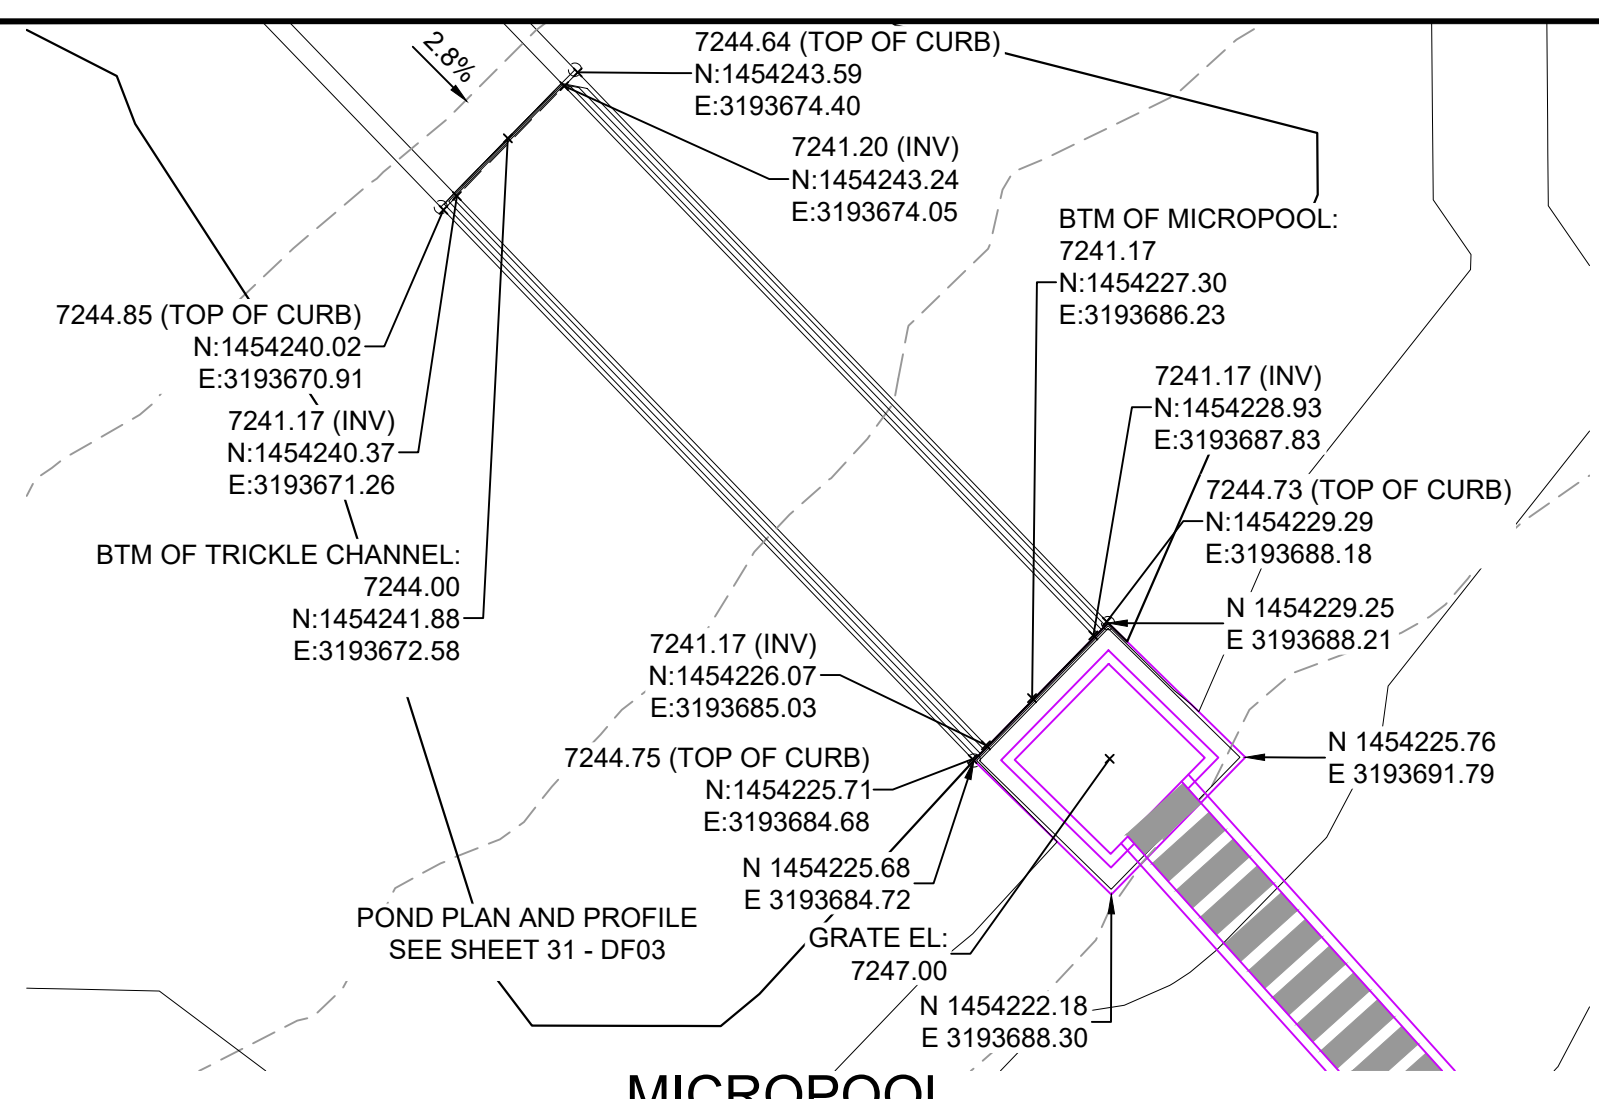 2.8%
7244.64 (TOP OF CURB)
N:1454243.59
E:3193674.40
7241.20 (INV)
N:1454243.24
E:3193674.05
BTM OF MICROPOOL:
7241.17
N:1454227.30
E:3193686.23
7244.85 (TOP OF CURB)
N:1454240.02
E:3193670.91
7241.17 (INV)
N:1454228.93
E:3193687.83
7241.17 (INV)
N:1454240.37
E:3193671.26
7244.73 (TOP OF CURB)
N:1454229.29
E:3193688.18
BTM OF TRICKLE CHANNEL:
7244.00
N:1454241.88
E:3193672.58
N 1454229.25
E 3193688.21
7241.17 (INV)
N:1454226.07
E:3193685.03
N 1454225.76
E 3193691.79
7244.75 (TOP OF CURB)
N:1454225.71
E:3193684.68
N 1454225.68
E 3193684.72
POND PLAN AND PROFILE
SEE SHEET 31 - DF03
GRATE EL:
7247.00
N 1454222.18
E 3193688.30
MICROPOOL